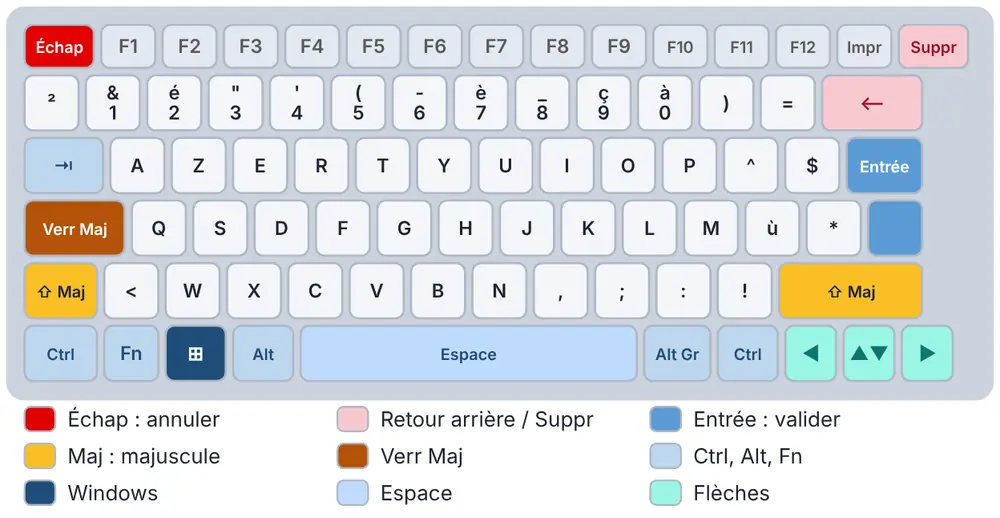 Échap F1 F2 F3 F4 F5 F6 F7 F8 F9 F10 F11 F12 Impr Suppr
² & é " ' ( - è _ ç à ) = ←
1 2 3 4 5 6 7 8 9 0
⇥ A Z E R T Y U I O P ^ $ Entrée
Verr Maj Q S D F G H J K L M ù *
⇧ Maj < W X C V B N , ; : ! ⇧ Maj
Ctrl Fn ⊞ Alt Espace Alt Gr Ctrl ◀ ▲▼ ▶
Échap : annuler Retour arrière / Suppr Entrée : valider
Maj : majuscule Verr Maj Ctrl, Alt, Fn
Windows Espace Flèches